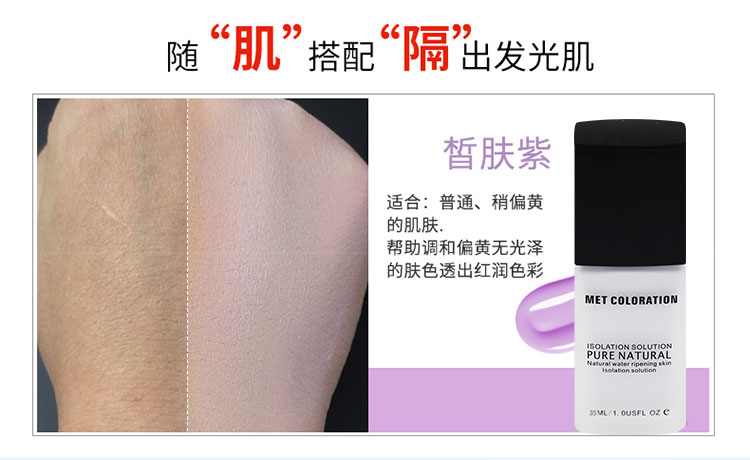 随“肌”搭配“隔”出发光肌
皙肤紫
适合：普通、稍偏黄
的肌肤.
帮助调和偏黄无光泽
的肤色透出红润色彩
MET COLORATION
ISOLATION SOLUTION
PURE NATURAL
Natural water ripening skin
Isolation solution
35ML/1.0USFL OZ C